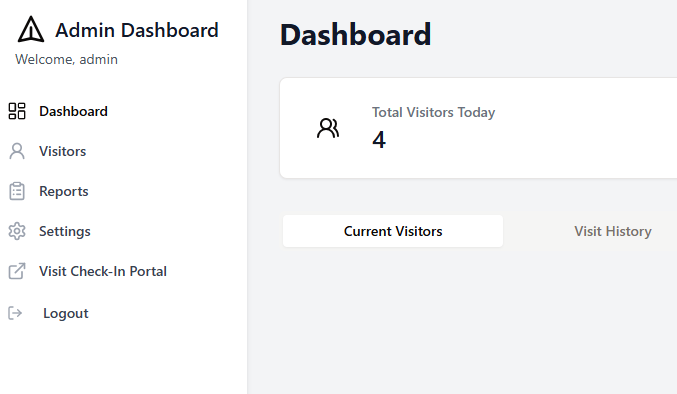 Admin Dashboard
Welcome, admin
Dashboard
Visitors
Reports
Settings
Visit Check-In Portal
Logout
Dashboard
Total Visitors Today
4
Current Visitors
Visit History